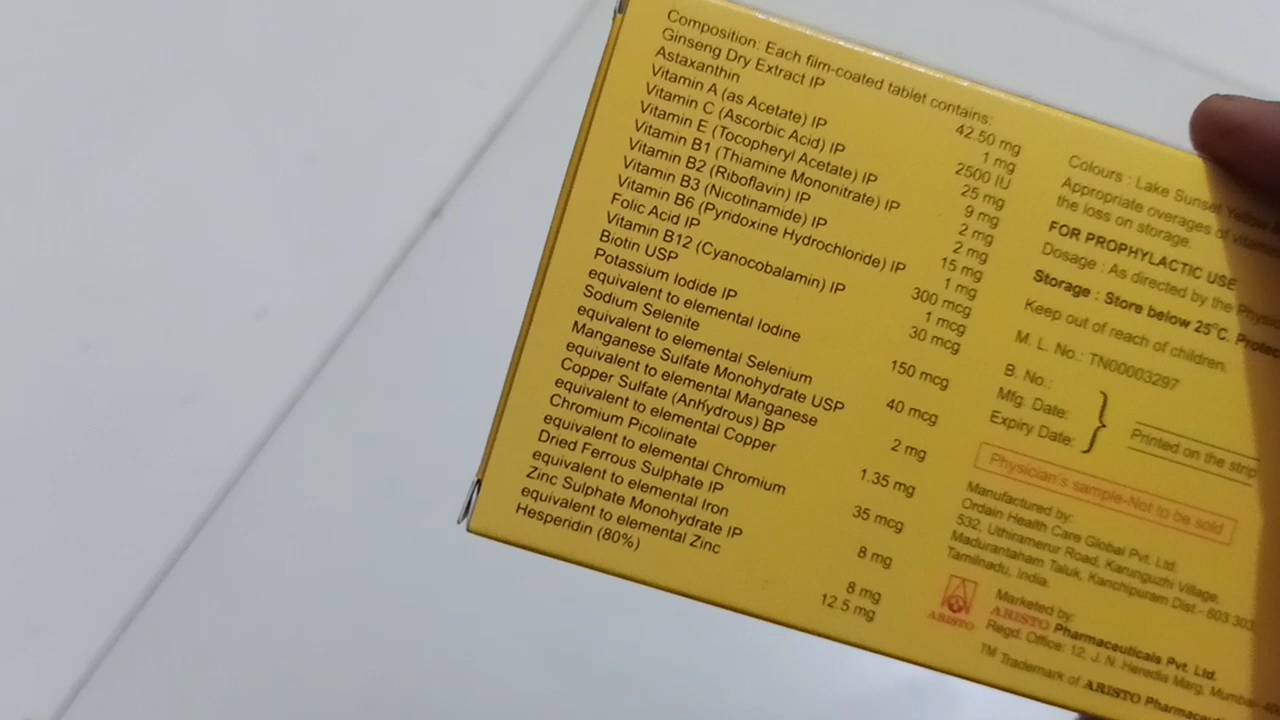 Composition: Each film-coated tablet contains:
Ginseng Dry Extract IP 42.50 mg
Astaxanthin 1 mg
Vitamin A (as Acetate) IP 2500 IU
Vitamin C (Ascorbic Acid) IP 25 mg
Vitamin E (Tocopheryl Acetate) IP 9 mg
Vitamin B1 (Thiamine Mononitrate) IP 2 mg
Vitamin B2 (Riboflavin) IP 2 mg
Vitamin B3 (Nicotinamide) IP 15 mg
Vitamin B6 (Pyridoxine Hydrochloride) IP 1 mg
Folic Acid IP 300 mcg
Vitamin B12 (Cyanocobalamin) IP 1 mcg
Biotin USP 30 mcg
Potassium Iodide IP
equivalent to elemental Iodine 150 mcg
Sodium Selenite
equivalent to elemental Selenium 40 mcg
Manganese Sulfate Monohydrate USP
equivalent to elemental Manganese 2 mg
Copper Sulfate (Anhydrous) BP
equivalent to elemental Copper 1.35 mg
Chromium Picolinate
equivalent to elemental Chromium 35 mcg
Dried Ferrous Sulphate IP
equivalent to elemental Iron 8 mg
Zinc Sulphate Monohydrate IP
equivalent to elemental Zinc 8 mg
Hesperidin (80%) 12.5 mg
Colours : Lake Sunset Yellow
Appropriate overages of
the loss on storage.
FOR PROPHYLACTIC USE
Dosage : As directed by the
Storage : Store below 25°C.
Keep out of reach of children.
M. L. No.: TN00003297
B. No.:
Mfg. Date:
Expiry Date:
Printed on the strip
Physician's sample-Not to be sold
Manufactured by:
Ordain Health Care Global Pvt. Ltd.
532, Uthiramerur Road, Karunguzhi Village,
Madurantaham Taluk, Kanchipuram Dist.- 603 303
Tamilnadu, India.
ARISTO
Marketed by:
ARISTO Pharmaceuticals Pvt. Ltd.
Regd. Office: 12, J. N. Heredia Marg,
TM Trademark of ARISTO